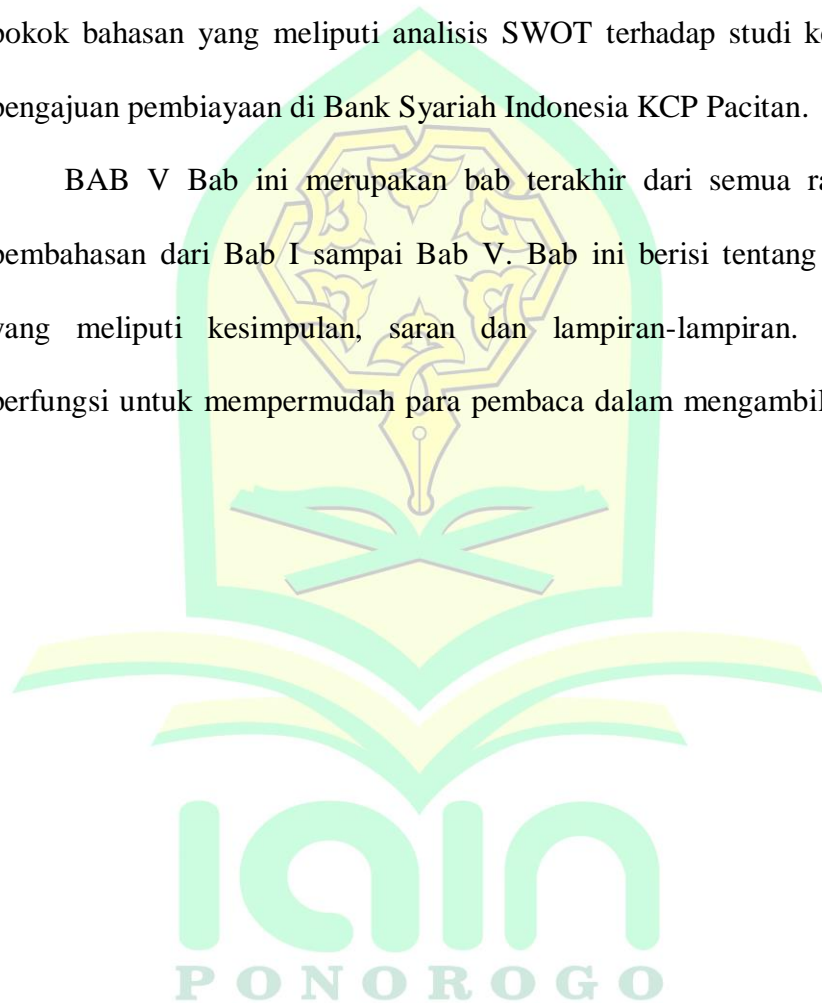 pokok bahasan yang meliputi analisis SWOT terhadap studi
pengajuan pembiayaan di Bank Syariah Indonesia KCP Pacitan.
BAB V Bab ini merupakan bab terakhir dari semua
pembahasan dari Bab I sampai Bab V. Bab ini berisi tentang
yang meliputi kesimpulan, saran dan lampiran-lampiran.
berfungsi untuk mempermudah para pembaca dalam mengambil
iain
PONOROGO